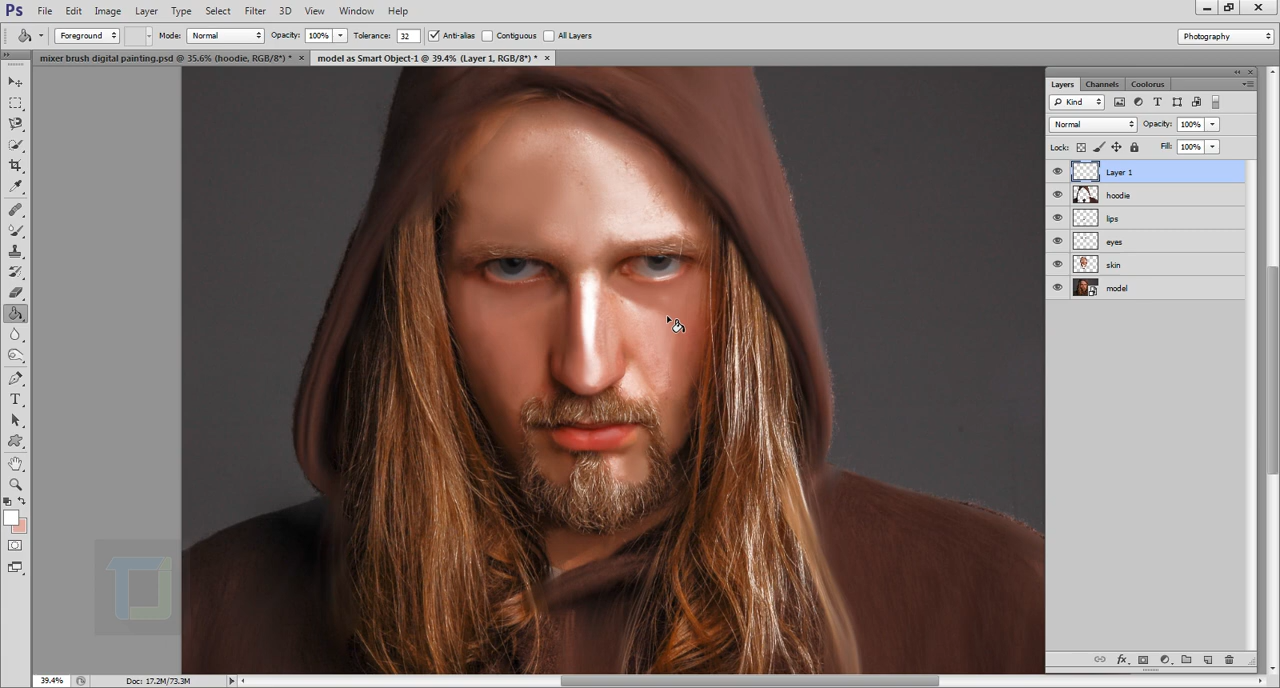 Ps File Edit Image Layer Type Select Filter 3D View Window Help
Foreground Mode: Normal Opacity: 100% Tolerance: 32 Anti-alias Contiguous All Layers Photography
mixer brush digital painting.psd @ 35.6% (hoodie, RGB/8*) * × model as Smart Object-1 @ 39.4% (Layer 1, RGB/8*) * ×
Layers Channels Coolorus
Kind
Normal Opacity: 100%
Lock: Fill: 100%
Layer 1
hoodie
lips
eyes
skin
model
fx
39.4% Doc: 17.2M/73.3M